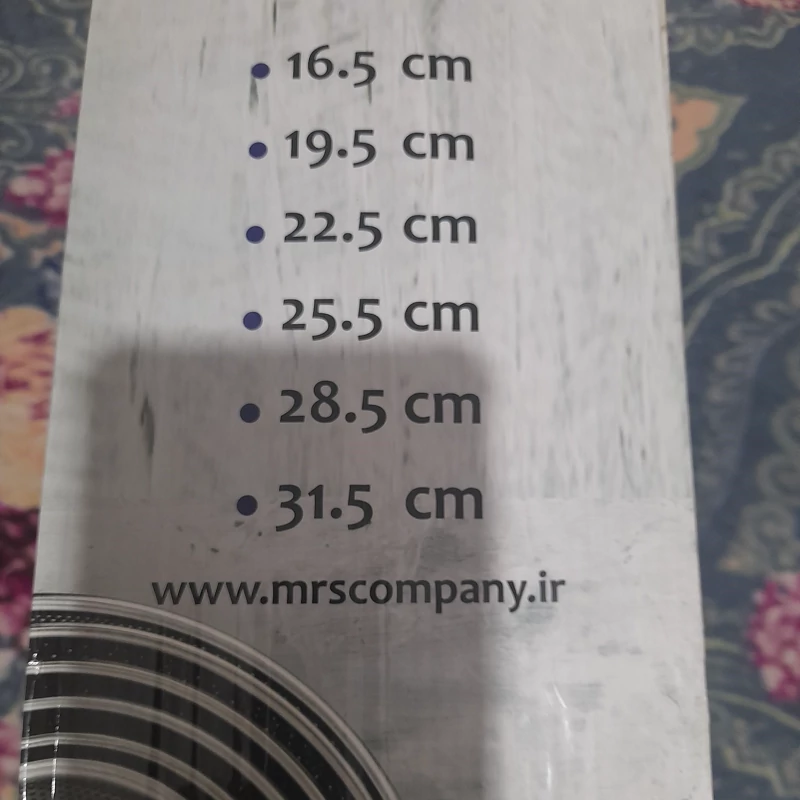 • 16.5 cm
• 19.5 cm
• 22.5 cm
• 25.5 cm
• 28.5 cm
• 31.5 cm
www.mrscompany.ir